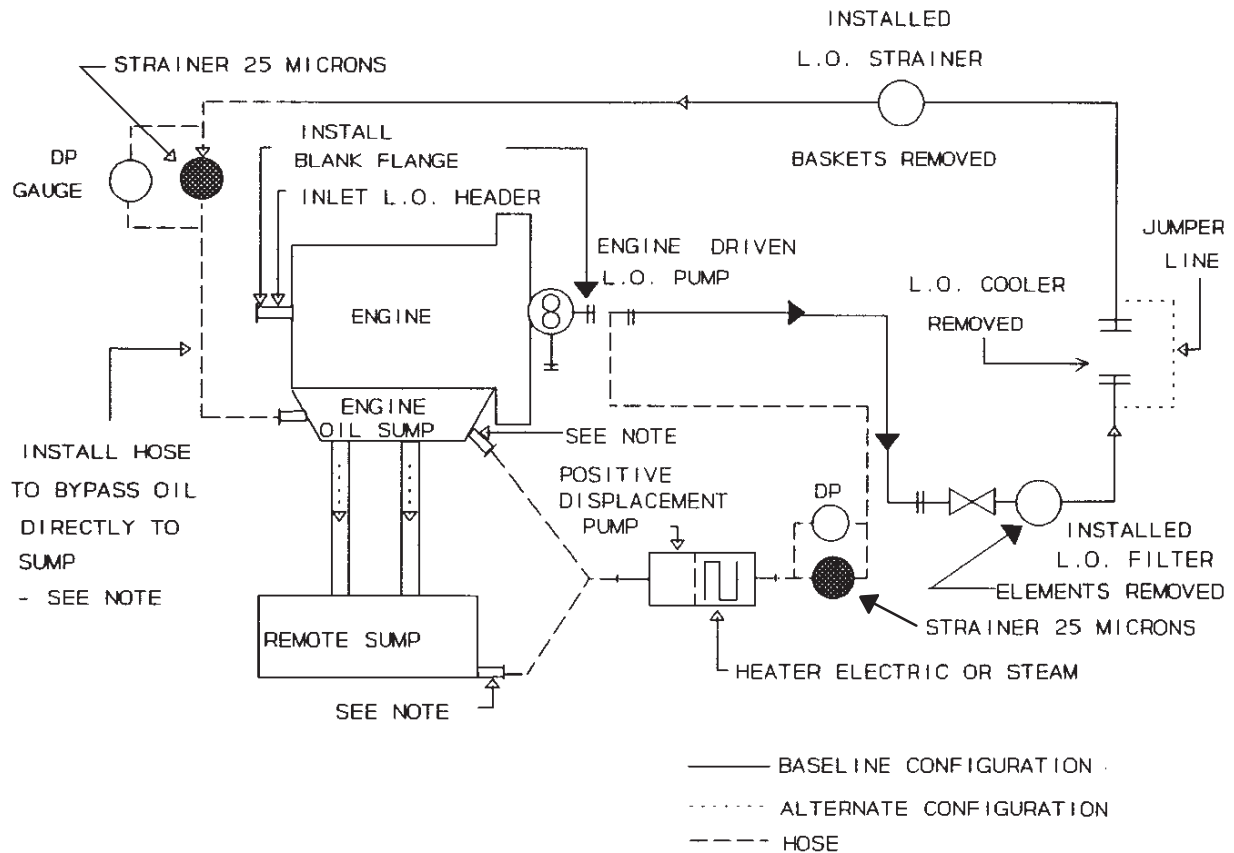 INSTALLED
L.O. STRAINER
STRAINER 25 MICRONS
INSTALL
BLANK FLANGE
BASKETS REMOVED
DP
GAUGE
INLET L.O. HEADER
JUMPER
LINE
ENGINE DRIVEN
L.O. PUMP
L.O. COOLER
REMOVED
ENGINE
ENGINE
OIL SUMP
SEE NOTE
INSTALL HOSE
TO BYPASS OIL
DIRECTLY TO
SUMP
- SEE NOTE
POSITIVE
DISPLACEMENT
PUMP
DP
INSTALLED
L.O. FILTER
ELEMENTS REMOVED
STRAINER 25 MICRONS
REMOTE SUMP
HEATER ELECTRIC OR STEAM
SEE NOTE
BASELINE CONFIGURATION
ALTERNATE CONFIGURATION
HOSE